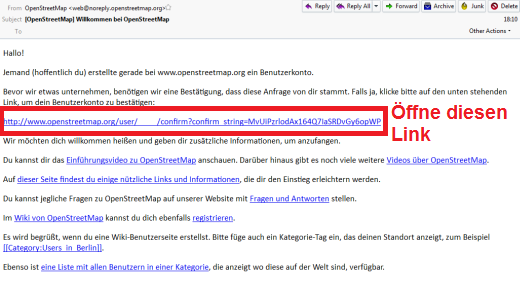 From OpenStreetMap <web@noreply.openstreetmap.org>
Reply Reply All Forward Archive Junk Delete
Subject [OpenStreetMap] Willkommen bei OpenStreetMap 18:10
To Other Actions
Hallo!
Jemand (hoffentlich du) erstellte gerade bei www.openstreetmap.org ein Benutzerkonto.
Bevor wir etwas unternehmen, benötigen wir eine Bestätigung, dass diese Anfrage von dir stammt. Falls ja, klicke bitte auf den unten stehenden
Link, um dein Benutzerkonto zu bestätigen:
http://www.openstreetmap.org/user/ /confirm?confirm_string=MvUiPzrlodAx164Q7IaSRDvGy6opWP
Öffne diesen
Link
Wir möchten dich willkommen heißen und geben dir zusätzliche Informationen, um anzufangen.
Du kannst dir das Einführungsvideo zu OpenStreetMap anschauen. Darüber hinaus gibt es noch viele weitere Videos über OpenStreetMap.
Auf dieser Seite findest du einige nützliche Links und Informationen, die dir den Einstieg erleichtern werden.
Du kannst jegliche Fragen zu OpenStreetMap auf unserer Website mit Fragen und Antworten stellen.
Im Wiki von OpenStreetMap kannst du dich ebenfalls registrieren.
Es wird begrüßt, wenn du eine Wiki-Benutzerseite erstellst. Bitte füge auch ein Kategorie-Tag ein, das deinen Standort anzeigt, zum Beispiel
[[Category:Users_in_Berlin]].
Ebenso ist eine Liste mit allen Benutzern in einer Kategorie, die anzeigt wo diese auf der Welt sind, verfügbar.